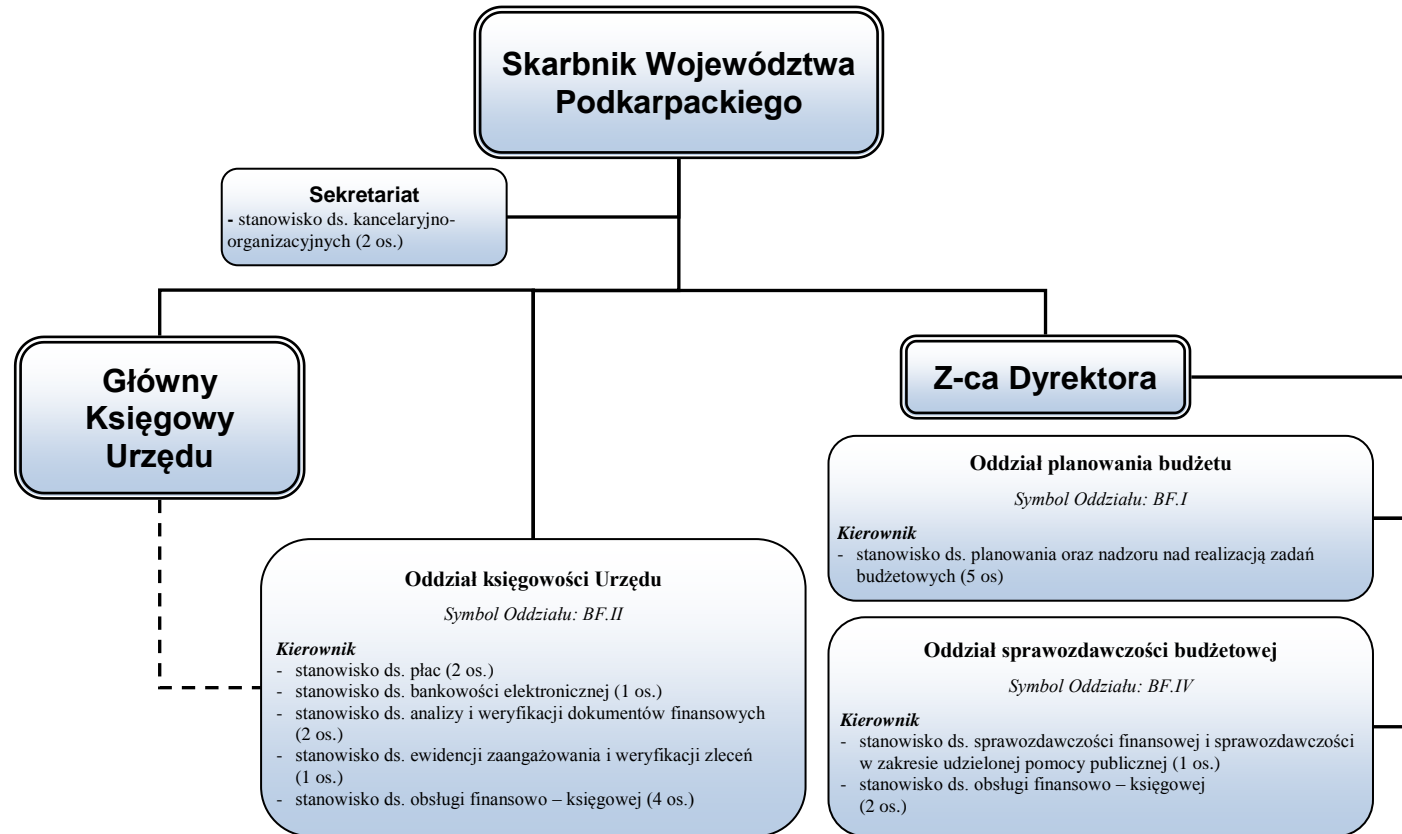 Skarbnik Województwa
Podkarpackiego
Sekretariat
- stanowisko ds. kancelaryjno-
organizacyjnych (2 os.)
Główny
Księgowy
Urzędu
Z-ca Dyrektora
Oddział planowania budżetu
Symbol Oddziału: BF.I
Kierownik
- stanowisko ds. planowania oraz nadzoru nad realizacją zadań
budżetowych (5 os)
Oddział księgowości Urzędu
Symbol Oddziału: BF.II
Kierownik
- stanowisko ds. płac (2 os.)
- stanowisko ds. bankowości elektronicznej (1 os.)
- stanowisko ds. analizy i weryfikacji dokumentów finansowych
(2 os.)
- stanowisko ds. ewidencji zaangażowania i weryfikacji zleceń
(1 os.)
- stanowisko ds. obsługi finansowo – księgowej (4 os.)
Oddział sprawozdawczości budżetowej
Symbol Oddziału: BF.IV
Kierownik
- stanowisko ds. sprawozdawczości finansowej i sprawozdawczości
w zakresie udzielonej pomocy publicznej (1 os.)
- stanowisko ds. obsługi finansowo – księgowej
(2 os.)